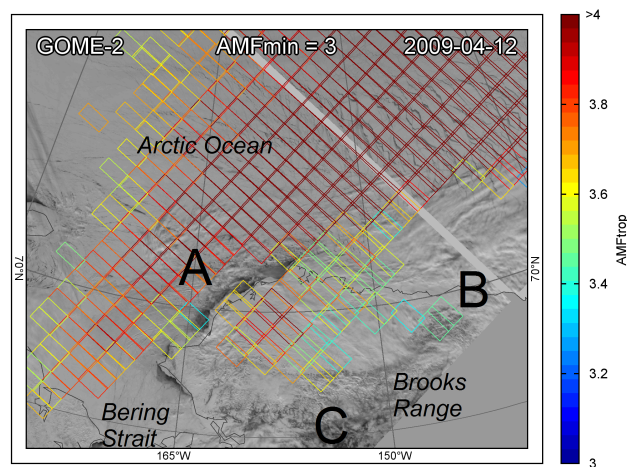 GOME-2 AMFmin = 3 2009-04-12
>4
3.8
3.6
3.4
3.2
3
AMFtrop
Arctic Ocean
A
B
C
70°N
70°N
Brooks
Range
Bering
Strait
165°W
150°W